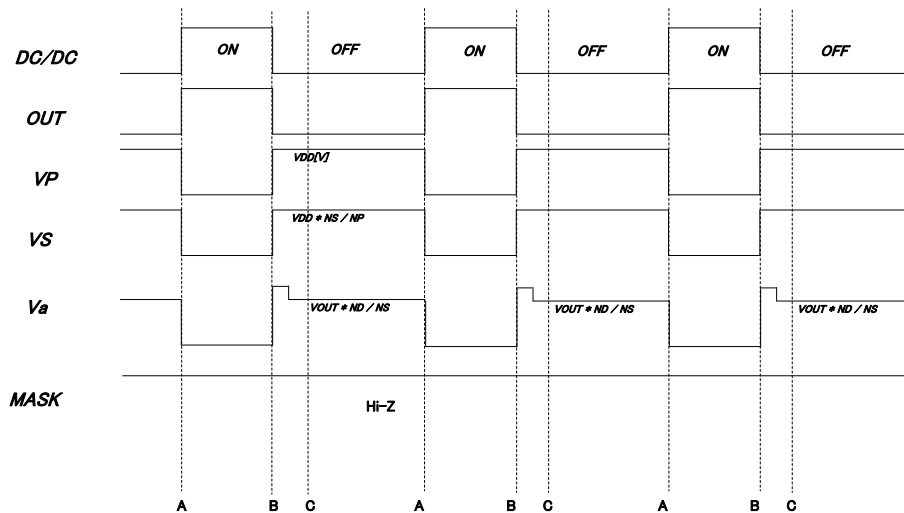 DC/DC ON OFF ON OFF ON OFF
OUT
VP VDD[V]
VS VDD * NS / NP
Va VOUT * ND / NS VOUT * ND / NS VOUT * ND / NS
MASK Hi-Z
A B C A B C A B C